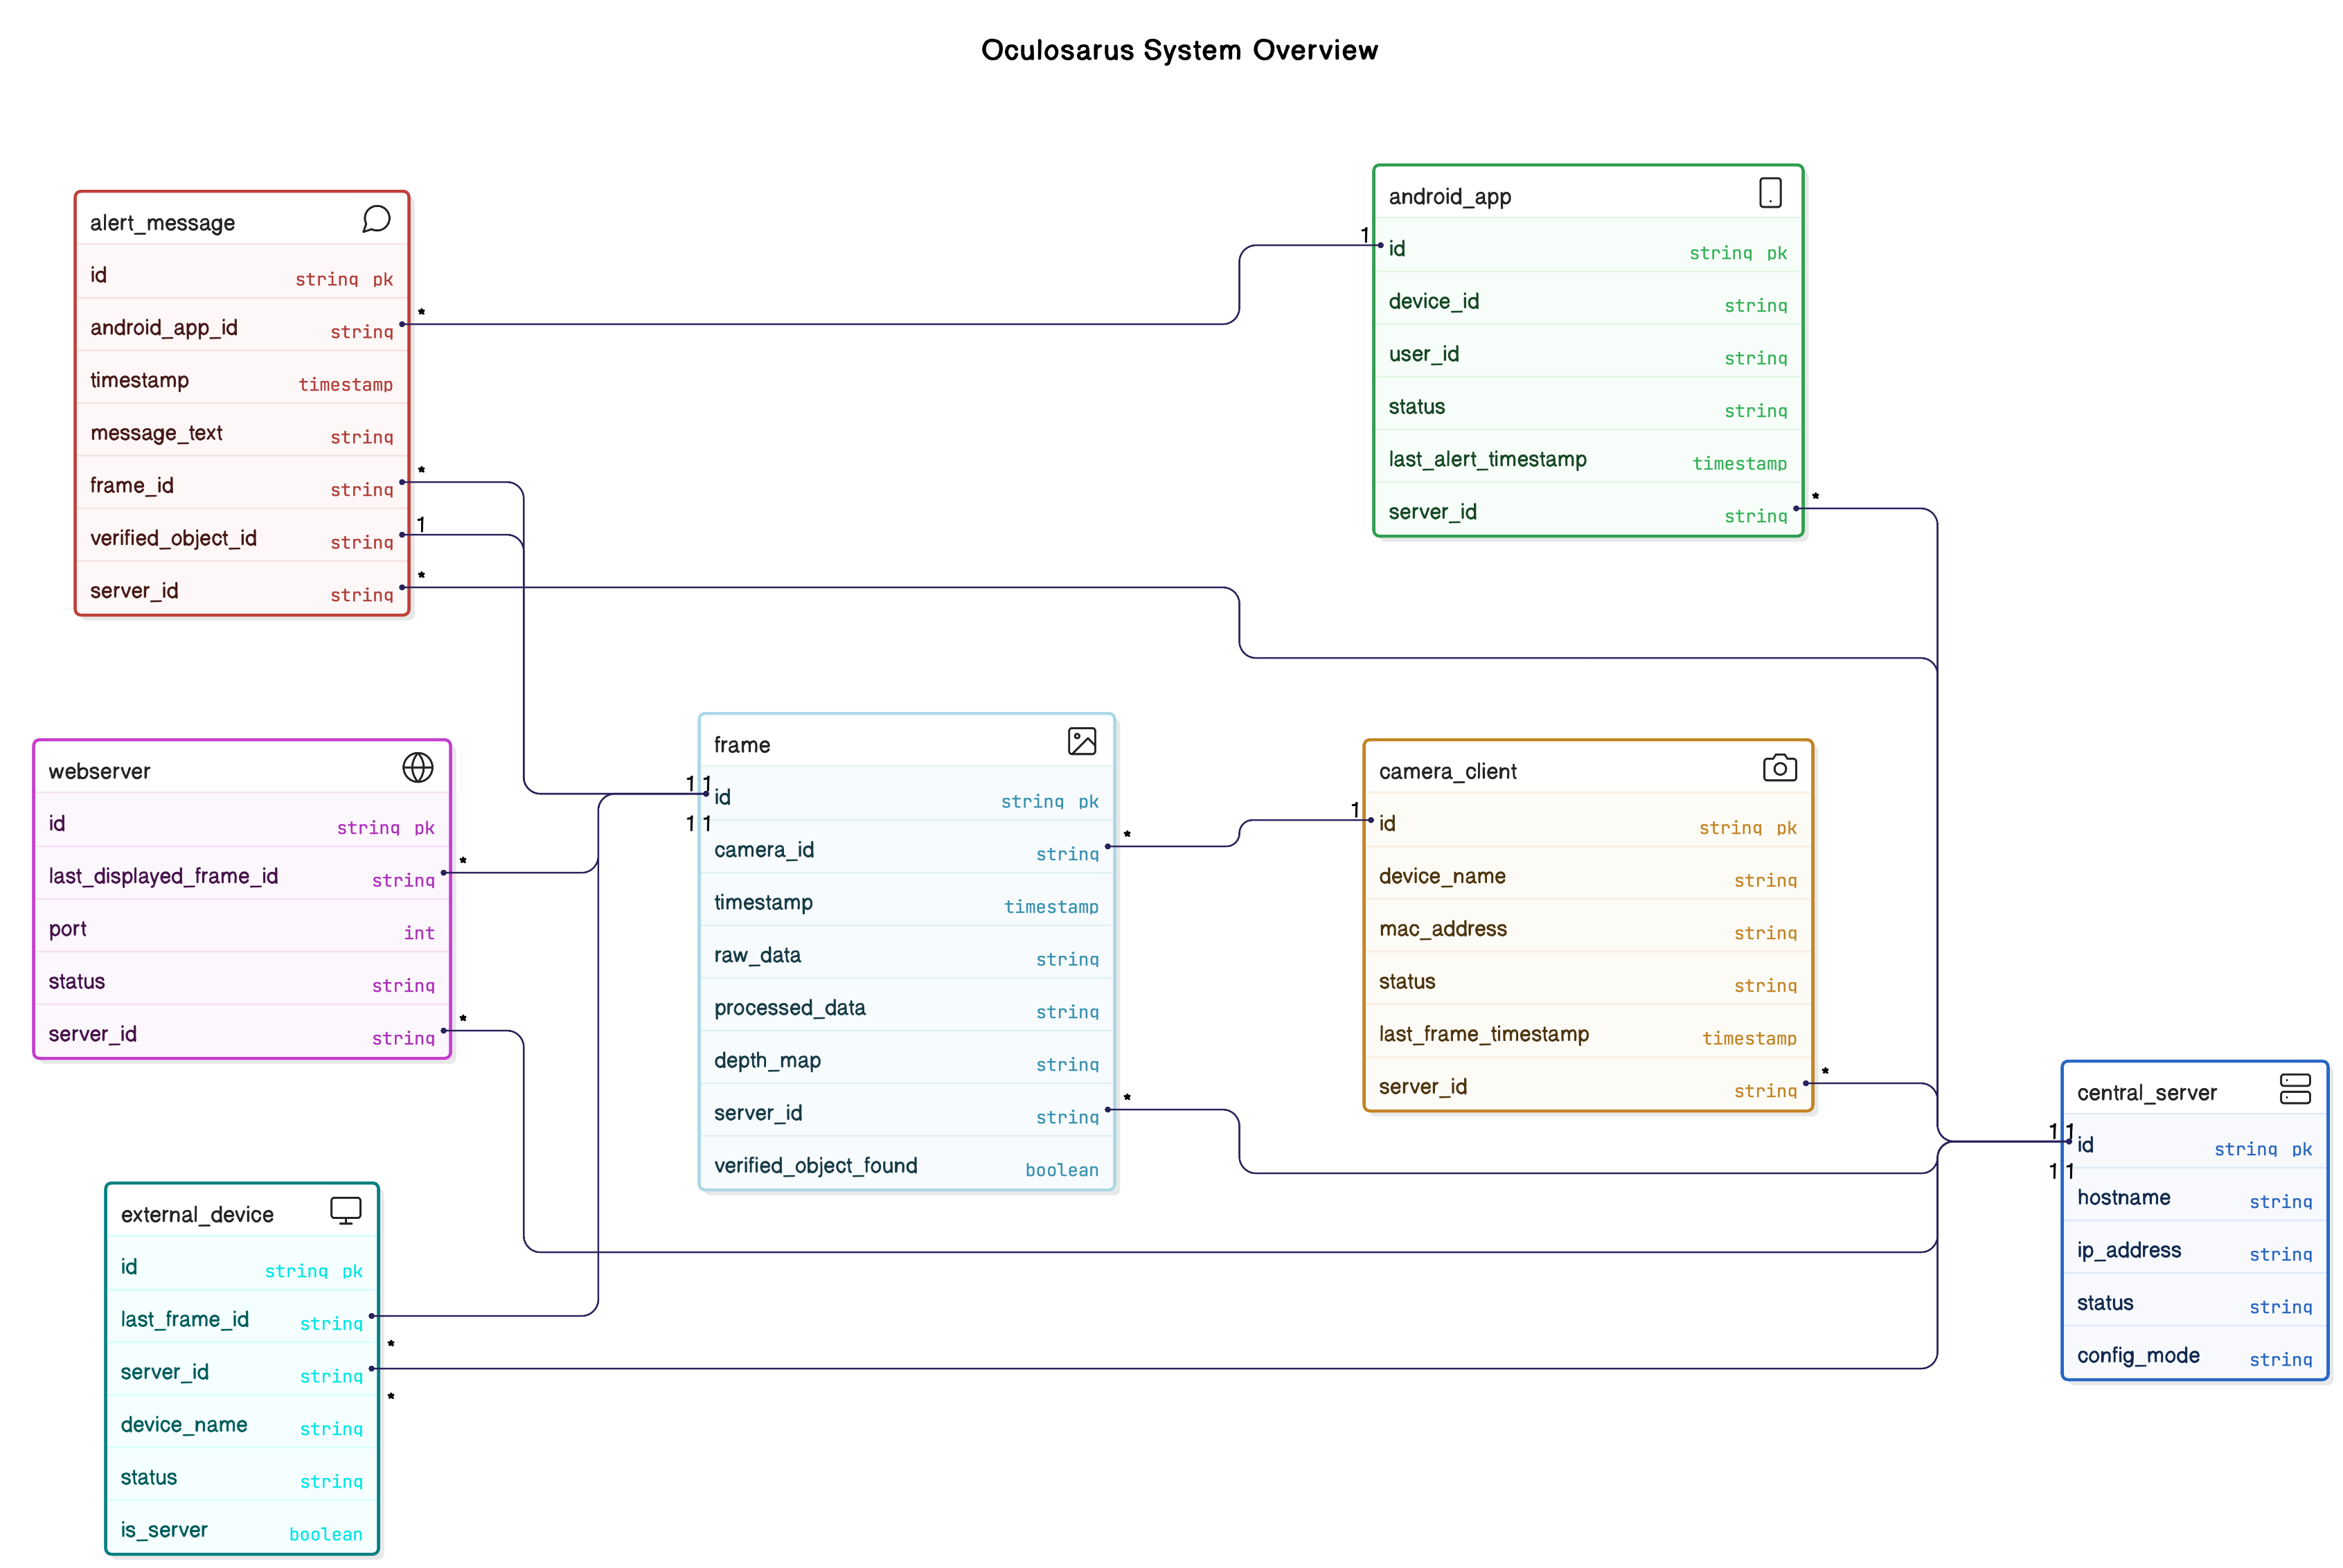 Oculosarus System Overview
alert_message
id string pk
android_app_id string
timestamp timestamp
message_text string
frame_id string
verified_object_id string
server_id string
*
*
1
*
android_app
id string pk
device_id string
user_id string
status string
last_alert_timestamp timestamp
server_id string
1
*
webserver
id string pk
last_displayed_frame_id string
port int
status string
server_id string
*
*
frame
id string pk
camera_id string
timestamp timestamp
raw_data string
processed_data string
depth_map string
server_id string
verified_object_found boolean
1 1
1 1
*
*
camera_client
id string pk
device_name string
mac_address string
status string
last_frame_timestamp timestamp
server_id string
1
*
external_device
id string pk
last_frame_id string
server_id string
device_name string
status string
is_server boolean
*
*
central_server
id string pk
hostname string
ip_address string
status string
config_mode string
1 1
1 1